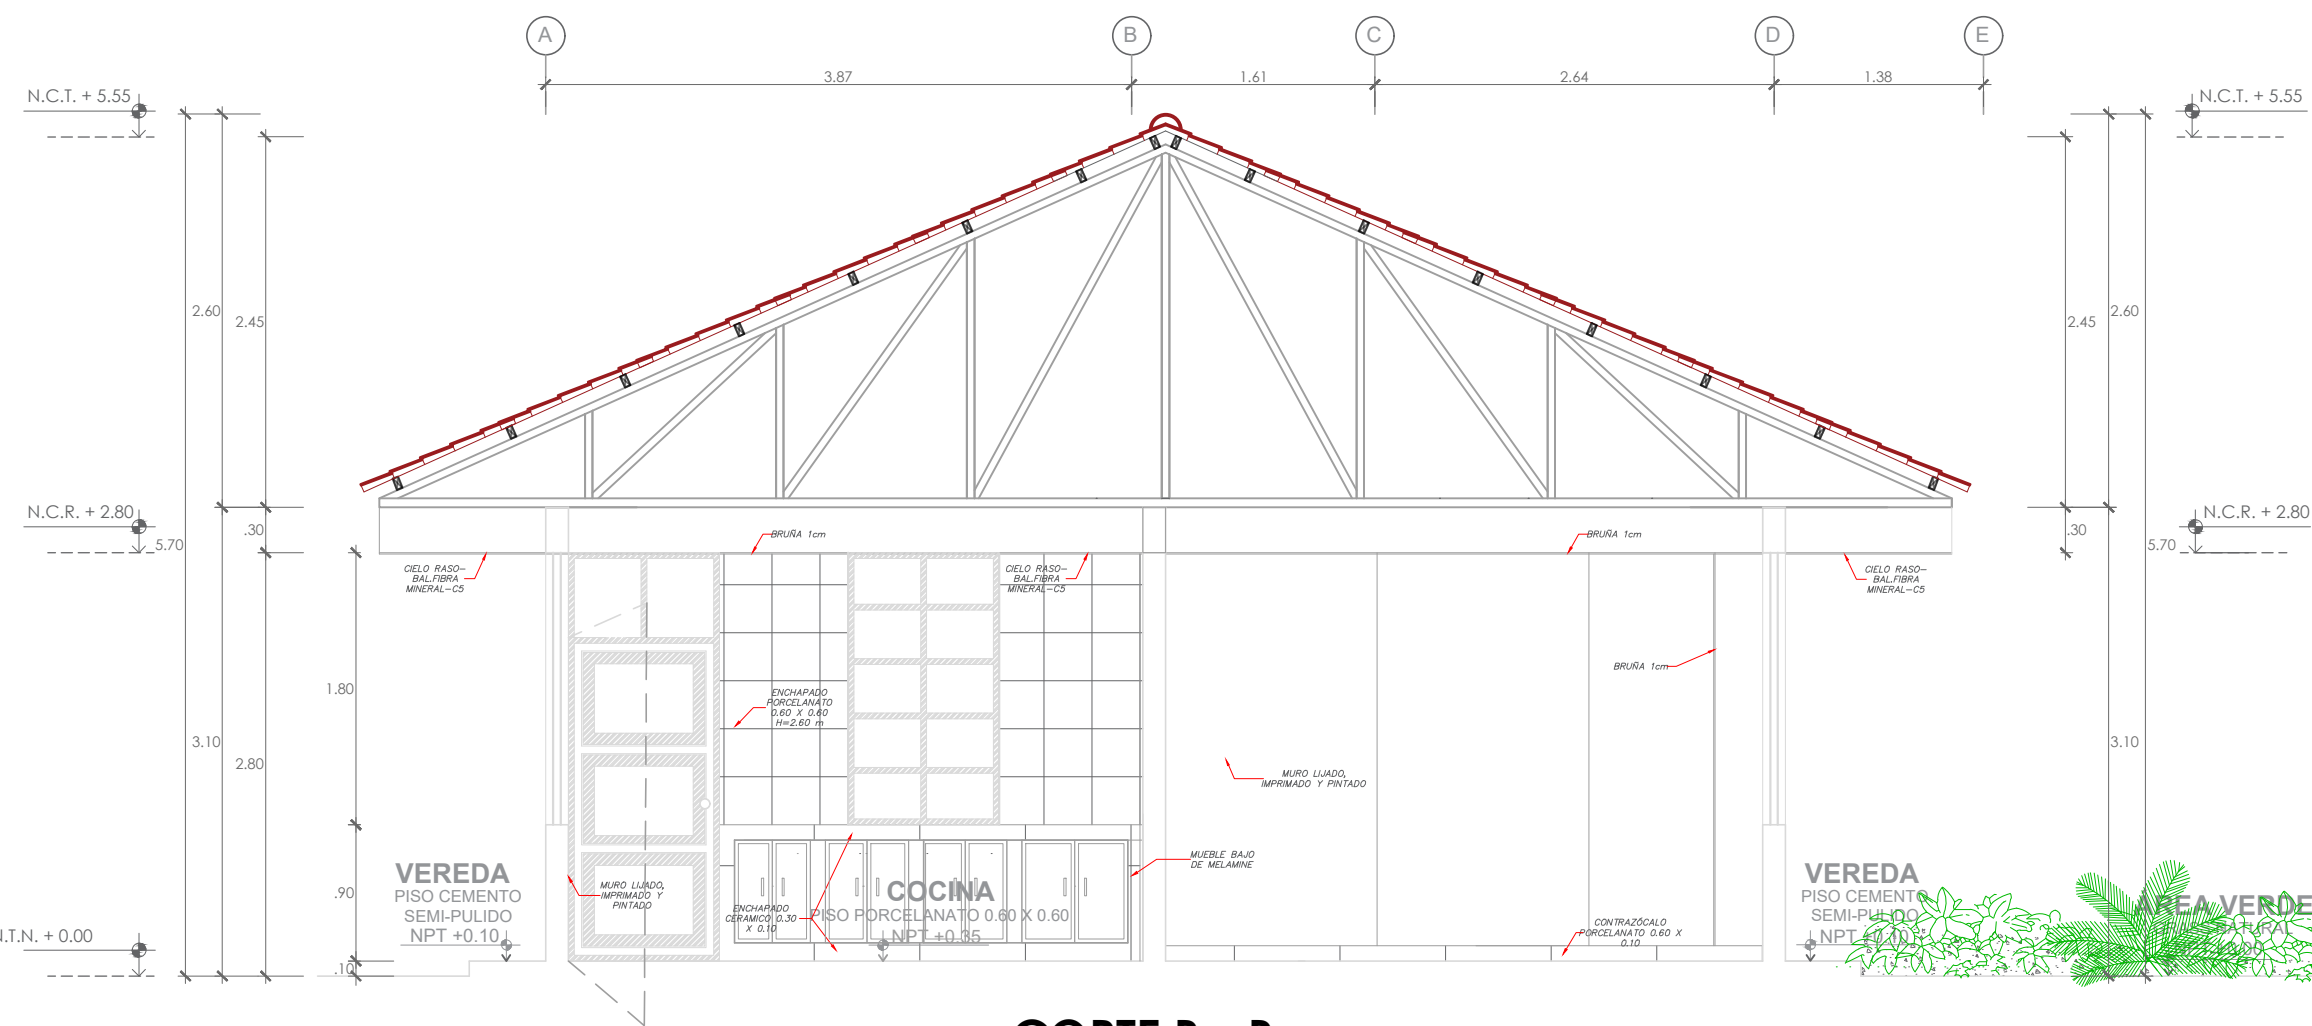 A
B
C
D
E
3.87
1.61
2.64
1.38
N.C.T. + 5.55
N.C.T. + 5.55
2.60
2.45
2.45
2.60
N.C.R. + 2.80
N.C.R. + 2.80
5.70
.30
.30
5.70
BRUÑA 1cm
BRUÑA 1cm
CIELO RASO-
BAL.FIBRA
MINERAL-C5
CIELO RASO-
BAL.FIBRA
MINERAL-C5
CIELO RASO-
BAL.FIBRA
MINERAL-C5
BRUÑA 1cm
1.80
ENCHAPADO
PORCELANATO
0.60 X 0.60
H=2.60 m
3.10
2.80
3.10
MURO LIJADO,
IMPRIMADO Y PINTADO
MUEBLE BAJO
DE MELAMINE
VEREDA
PISO CEMENTO
SEMI-PULIDO
NPT +0.10
.90
MURO LIJADO,
IMPRIMADO Y
PINTADO
ENCHAPADO
CERAMICO 0.30
X 0.10
COCINA
PISO PORCELANATO 0.60 X 0.60
NPT +0.35
CONTRAZÓCALO
PORCELANATO 0.60 X
0.10
VEREDA
PISO CEMENTO
SEMI-PULIDO
NPT +0.10
AREA VERDE
NATURAL
.T.N. + 0.00
.10